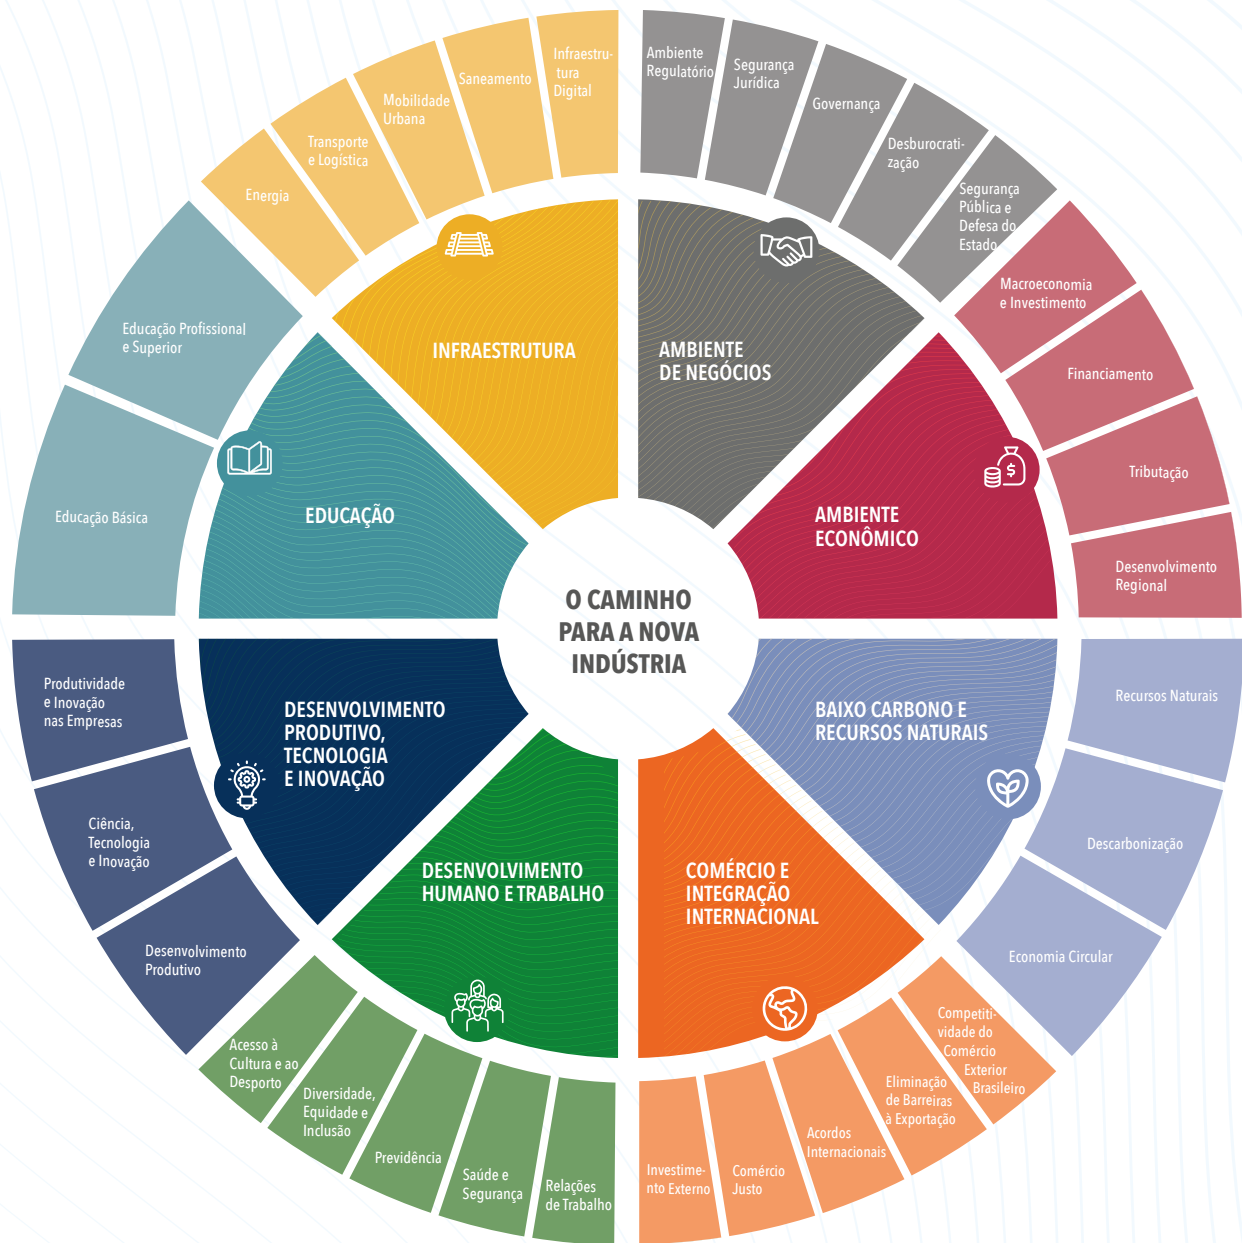 O CAMINHO
PARA A NOVA
INDÚSTRIA
AMBIENTE
DE NEGÓCIOS
Ambiente
Regulatório
Segurança
Jurídica
Governança
Desburocrati-
zação
Segurança
Pública e
Defesa do
Estado
AMBIENTE
ECONÔMICO
Macroeconomia
e Investimento
Financiamento
Tributação
Desenvolvimento
Regional
BAIXO CARBONO E
RECURSOS NATURAIS
Recursos Naturais
Descarbonização
Economia Circular
COMÉRCIO E
INTEGRAÇÃO
INTERNACIONAL
Competiti-
vidade do
Comércio
Exterior
Brasileiro
Eliminação
de Barreiras
à Exportação
Acordos
Internacionais
Comércio
Justo
Investime-
nto Externo
DESENVOLVIMENTO
HUMANO E TRABALHO
Relações
de Trabalho
Saúde e
Segurança
Previdência
Diversidade,
Equidade e
Inclusão
Acesso à
Cultura e ao
Desporto
DESENVOLVIMENTO
PRODUTIVO,
TECNOLOGIA
E INOVAÇÃO
Desenvolvimento
Produtivo
Ciência,
Tecnologia
e Inovação
Produtividade
e Inovação
nas Empresas
EDUCAÇÃO
Educação Básica
Educação Profissional
e Superior
INFRAESTRUTURA
Energia
Transporte
e Logística
Mobilidade
Urbana
Saneamento
Infraestru-
tura
Digital